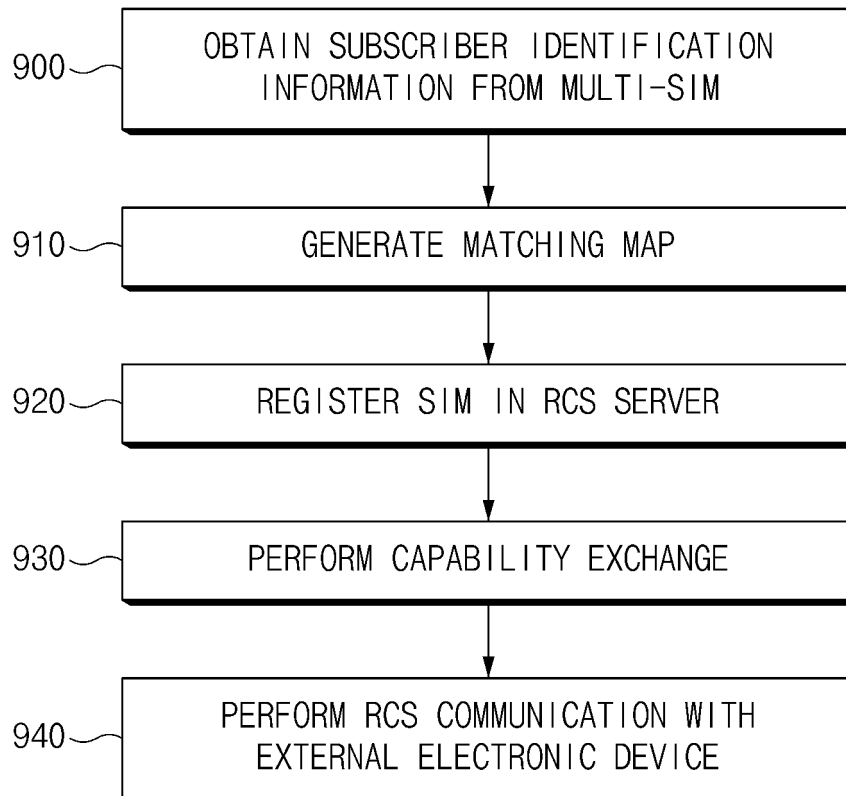 900
OBTAIN SUBSCRIBER IDENTIFICATION
INFORMATION FROM MULTI-SIM
910
GENERATE MATCHING MAP
920
REGISTER SIM IN RCS SERVER
930
PERFORM CAPABILITY EXCHANGE
940
PERFORM RCS COMMUNICATION WITH
EXTERNAL ELECTRONIC DEVICE